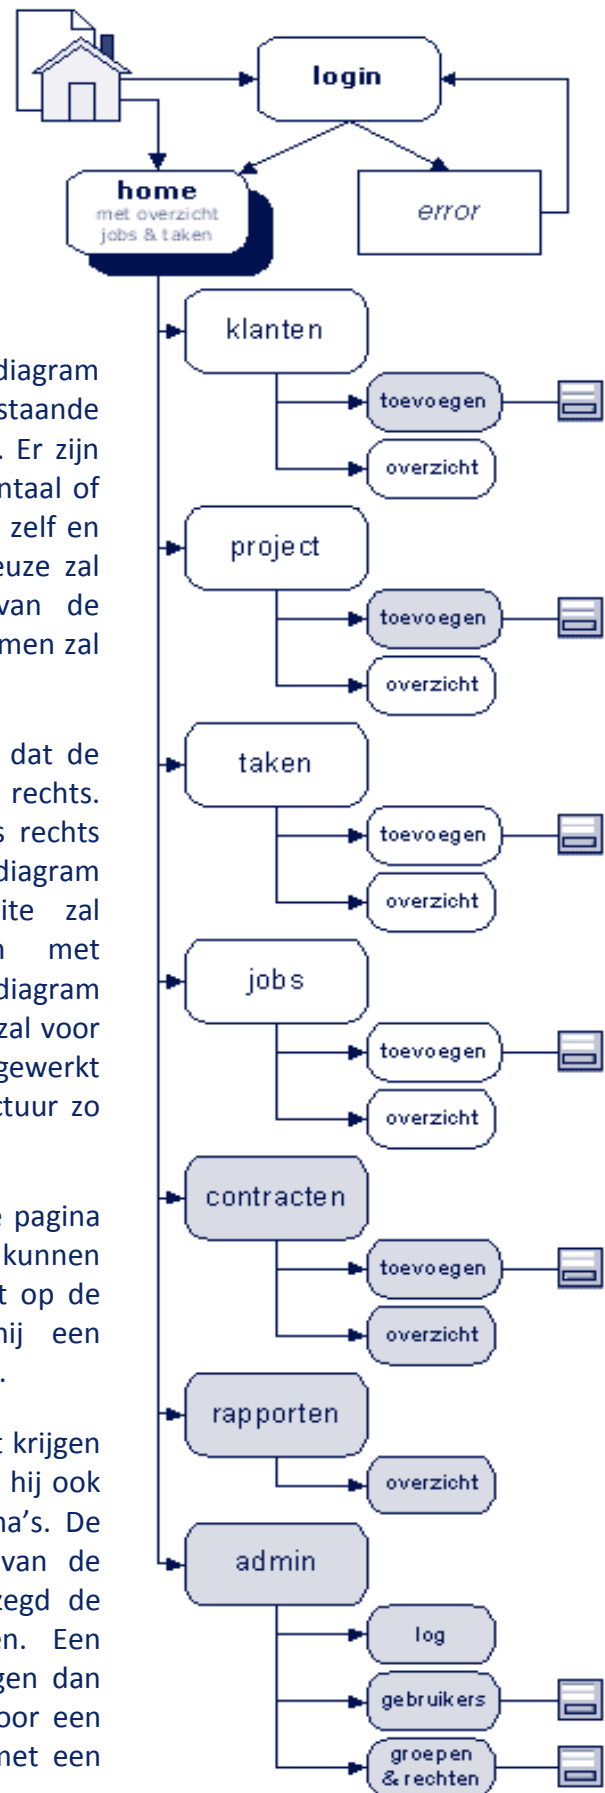 login
home
met overzicht
jobs & taken
error
klanten
toevoegen
overzicht
project
toevoegen
overzicht
taken
toevoegen
overzicht
jobs
toevoegen
overzicht
contracten
toevoegen
overzicht
rapporten
overzicht
admin
log
gebruikers
groepen
& rechten
diagram
staande
. Er zijn
ntaal of
zelf en
euze zal
van de
men zal
dat de
rechts.
s rechts
diagram
ite zal
n met
diagram
zal voor
gewerkt
ctuur zo
e pagina
kunnen
t op de
nij een
.
t krijgen
hij ook
na's. De
van de
zegd de
en. Een
gen dan
oor een
met een